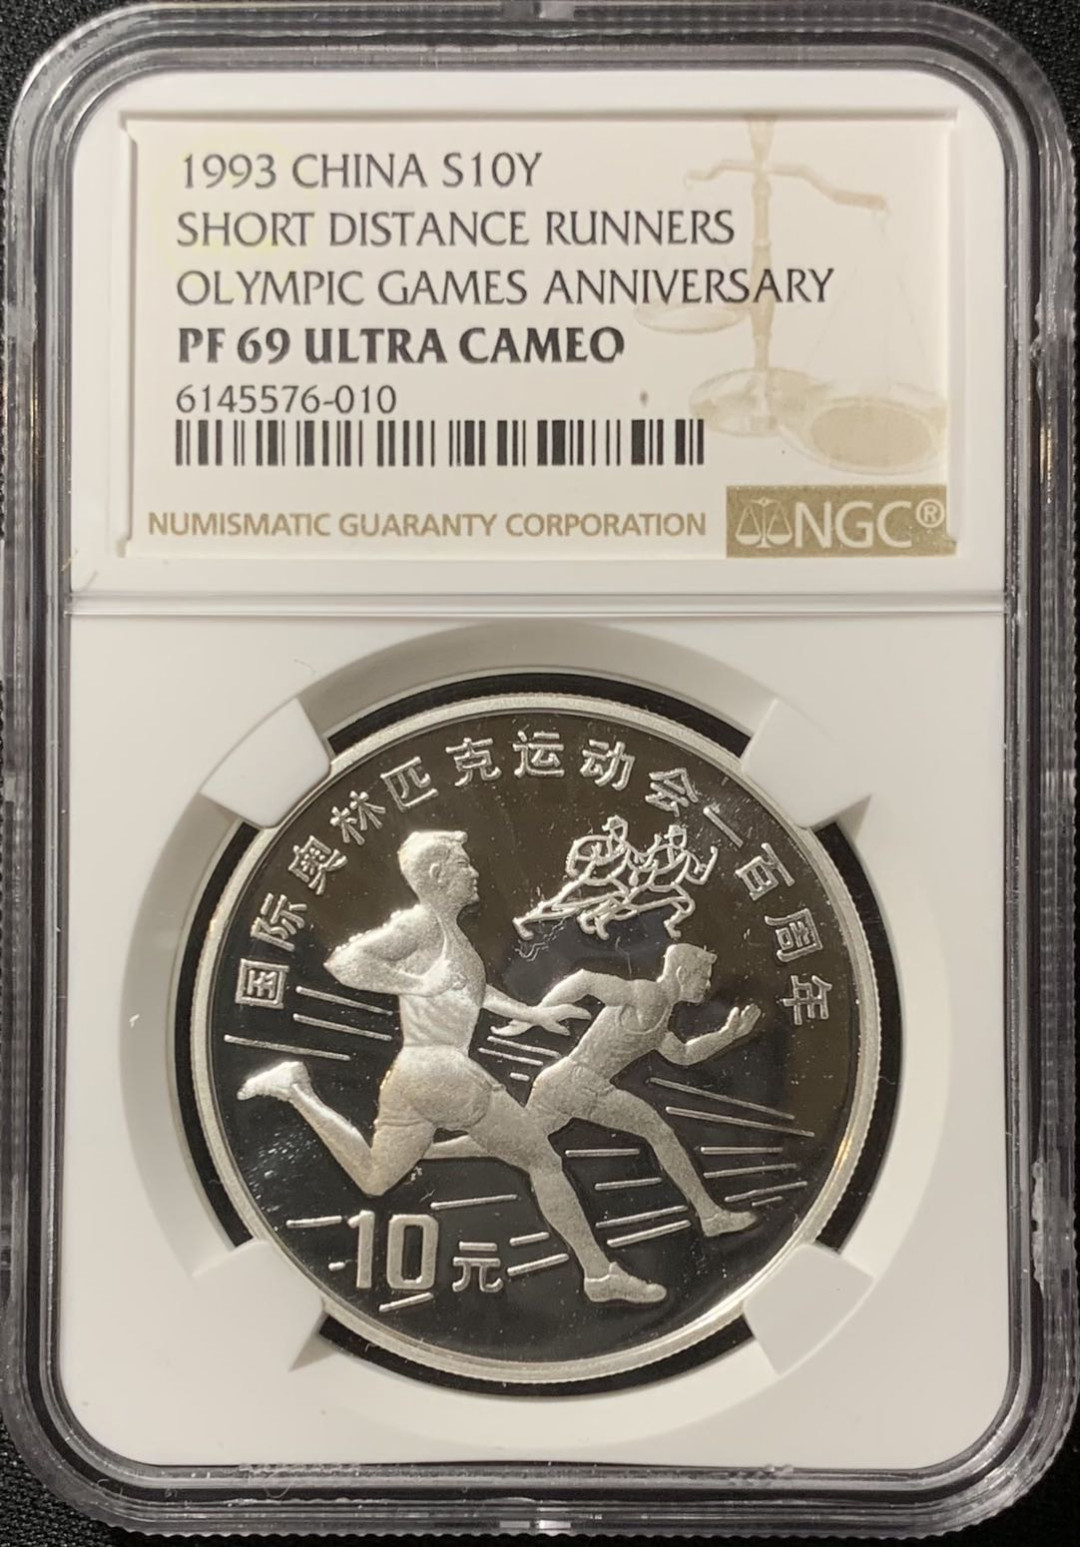 1993 CHINA S10Y
SHORT DISTANCE RUNNERS
OLYMPIC GAMES ANNIVERSARY
PF 69 ULTRA CAMEO
6145576-010
NUMISMATIC GUARANTY CORPORATION
NGC®
国际奥林匹克运动会一百周年
10元